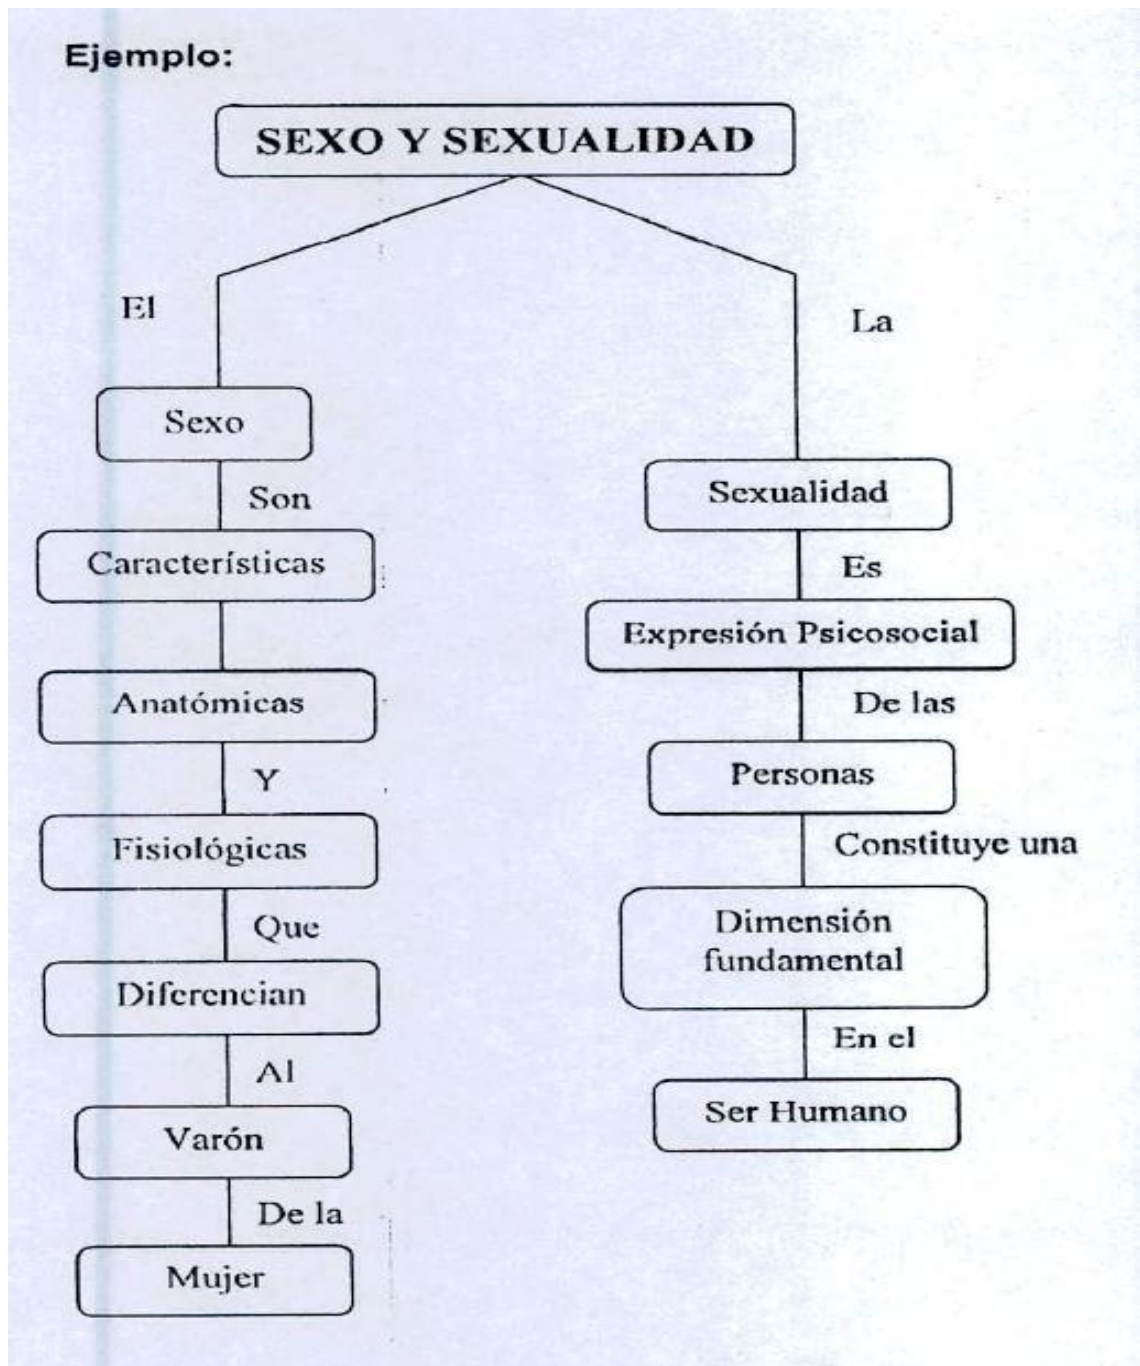 Ejemplo:
SEXO Y SEXUALIDAD
El
Sexo
Son
Características
Anatómicas
Y
Fisiológicas
Que
Diferencian
Al
Varón
De la
Mujer
La
Sexualidad
Es
Expresión Psicosocial
De las
Personas
Constituye una
Dimensión
fundamental
En el
Ser Humano